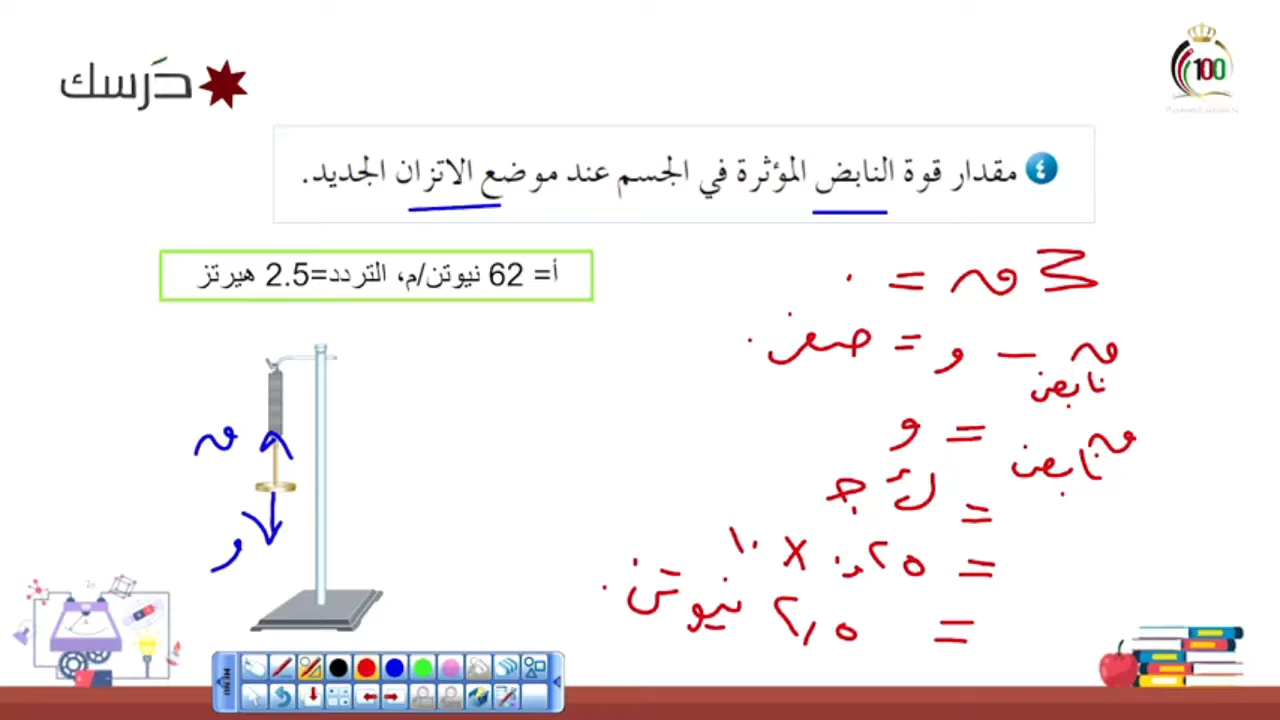 دَرسك
100
٤ مقدار قوة النابض المؤثرة في الجسم عند موضع الاتزان الجديد.
أ= 62 نيوتن/م، التردد=2.5 هيرتز
∑ ق = ٠
ق نابض − و = صفر.
ق نابض = و
= ك أ ج
= ٠,٢٥ × ١٠
= ٢,٥ نيوتن.
ق
و
MENU